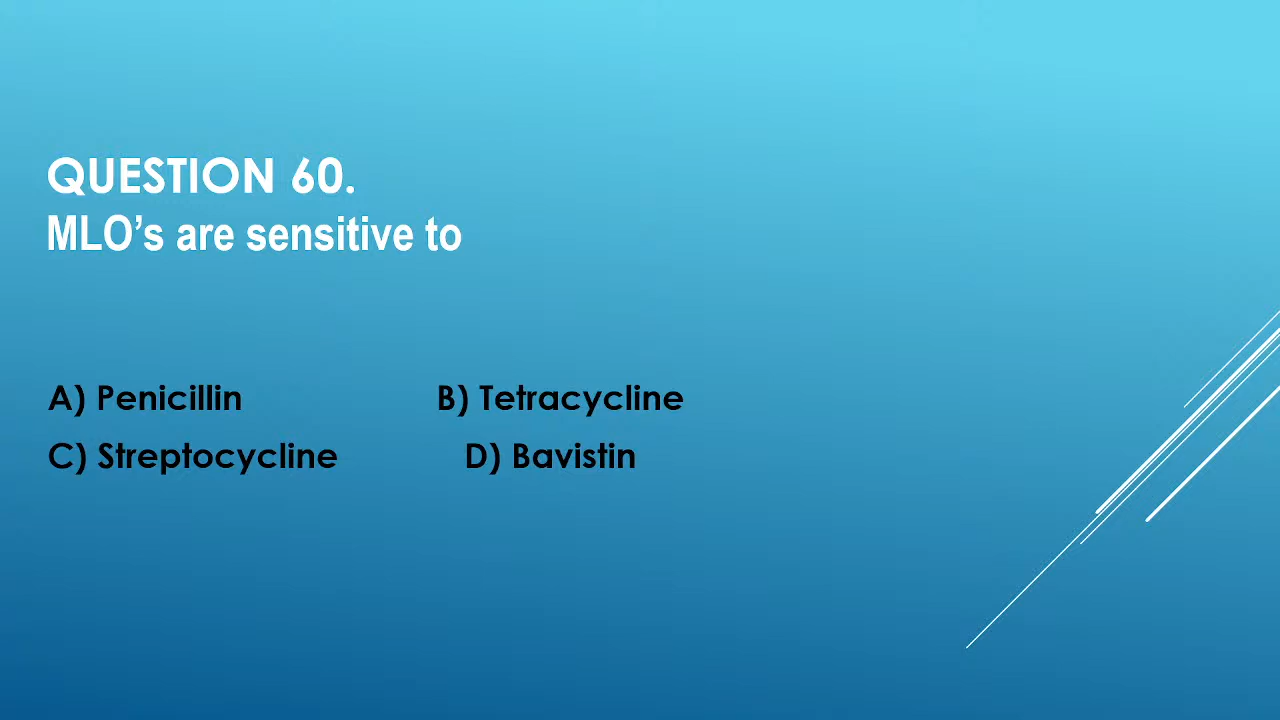 QUESTION 60.
MLO’s are sensitive to
A) Penicillin B) Tetracycline
C) Streptocycline D) Bavistin